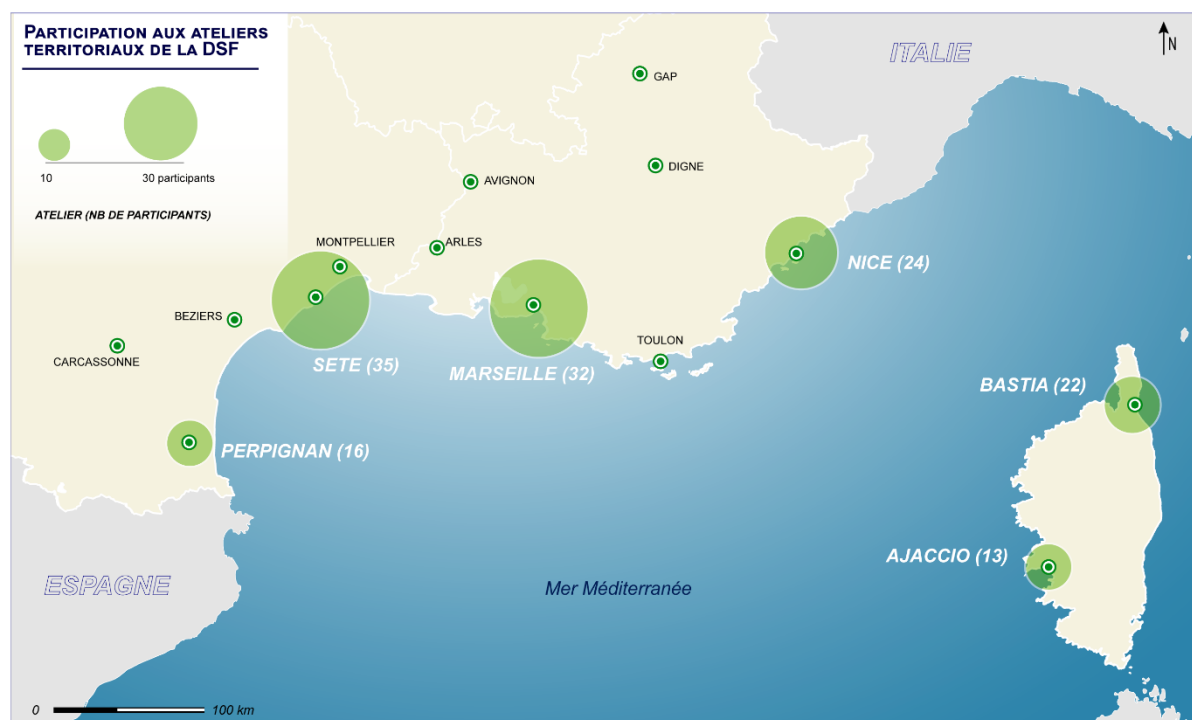 PARTICIPATION AUX ATELIERS
TERRITORIAUX DE LA DSF
10
30 participants
ATELIER (NB DE PARTICIPANTS)
ITALIE
N
GAP
DIGNE
AVIGNON
MONTPELLIER
ARLES
NICE (24)
BEZIERS
TOULON
CARCASSONNE
SETE (35)
MARSEILLE (32)
BASTIA (22)
PERPIGNAN (16)
AJACCIO (13)
ESPAGNE
Mer Méditerranée
0
100 km